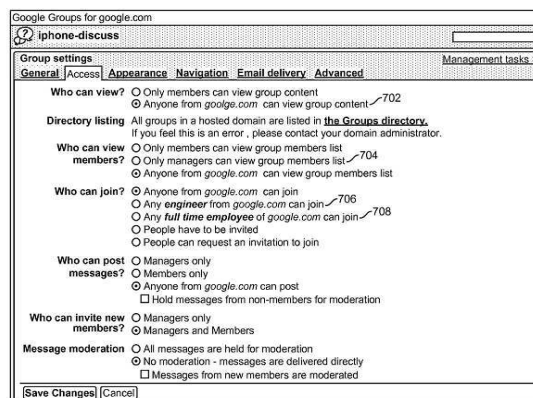 Google Groups for google.com
iphone-discuss
Group settings
Management tasks
General Access Appearance Navigation Email delivery Advanced
Who can view? Only members can view group content
Anyone from goolge.com can view group content 702
Directory listing All groups in a hosted domain are listed in the Groups directory.
If you feel this is an error , please contact your domain administrator.
Who can view Only members can view group members list
members? Only managers can view group members list 704
Anyone from google.com can view group members list
Who can join? Anyone from google.com can join
Any engineer from google.com can join 706
Any full time employee of google.com can join 708
People have to be invited
People can request an invitation to join
Who can post Managers only
messages? Members only
Anyone from google.com can post
Hold messages from non-members for moderation
Who can invite new Managers only
members? Managers and Members
Message moderation All messages are held for moderation
No moderation - messages are delivered directly
Messages from new members are moderated
Save Changes Cancel